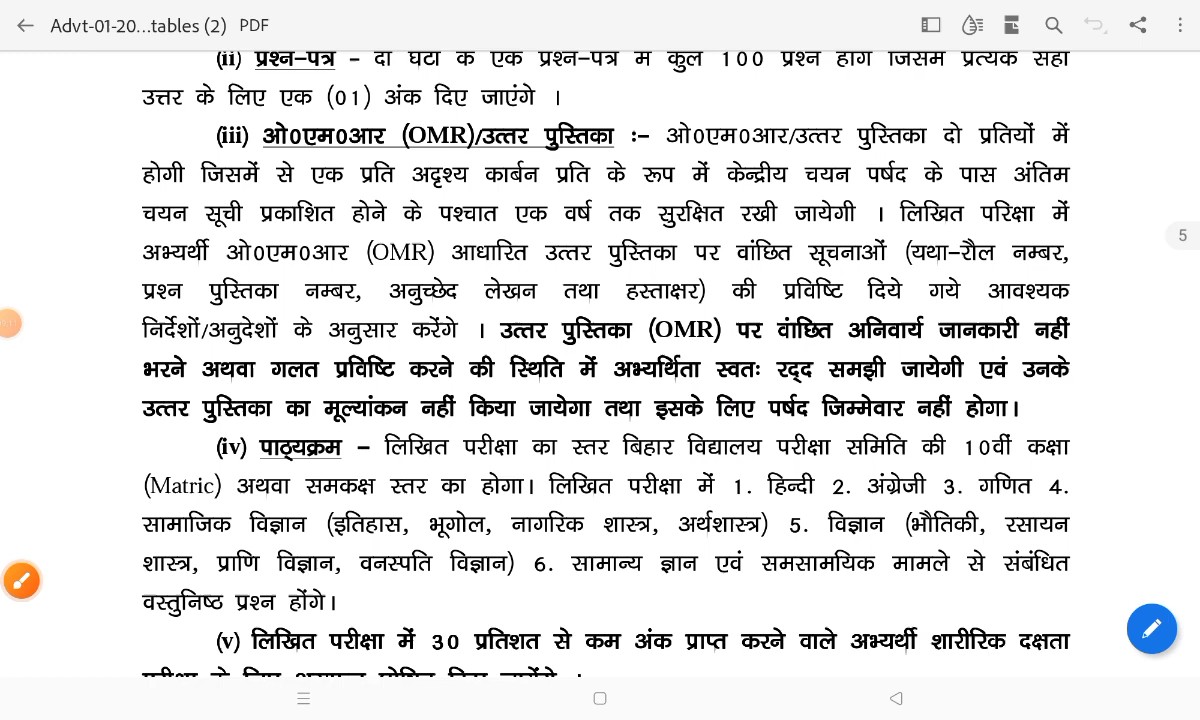 Advt-01-20...tables (2) PDF
(ii) प्रश्न-पत्र - दो घंटों के एक प्रश्न-पत्र में कुल 100 प्रश्न होंगे जिसमें प्रत्येक सही
उत्तर के लिए एक (01) अंक दिए जाएंगे ।
(iii) ओ0एम0आर (OMR)/उत्तर पुस्तिका :- ओ0एम0आर/उत्तर पुस्तिका दो प्रतियों में
होगी जिसमें से एक प्रति अदृश्य कार्बन प्रति के रूप में केन्द्रीय चयन पर्षद के पास अंतिम
चयन सूची प्रकाशित होने के पश्चात एक वर्ष तक सुरक्षित रखी जायेगी । लिखित परिक्षा में
अभ्यर्थी ओ0एम0आर (OMR) आधारित उत्तर पुस्तिका पर वांछित सूचनाओं (यथा-रौल नम्बर,
प्रश्न पुस्तिका नम्बर, अनुच्छेद लेखन तथा हस्ताक्षर) की प्रविष्टि दिये गये आवश्यक
निर्देशों/अनुदेशों के अनुसार करेंगे । उत्तर पुस्तिका (OMR) पर वांछित अनिवार्य जानकारी नहीं
भरने अथवा गलत प्रविष्टि करने की स्थिति में अभ्यर्थिता स्वतः रद्द समझी जायेगी एवं उनके
उत्तर पुस्तिका का मूल्यांकन नहीं किया जायेगा तथा इसके लिए पर्षद जिम्मेवार नहीं होगा।
5
(iv) पाठ्यक्रम - लिखित परीक्षा का स्तर बिहार विद्यालय परीक्षा समिति की 10वीं कक्षा
(Matric) अथवा समकक्ष स्तर का होगा। लिखित परीक्षा में 1. हिन्दी 2. अंग्रेजी 3. गणित 4.
सामाजिक विज्ञान (इतिहास, भूगोल, नागरिक शास्त्र, अर्थशास्त्र) 5. विज्ञान (भौतिकी, रसायन
शास्त्र, प्राणि विज्ञान, वनस्पति विज्ञान) 6. सामान्य ज्ञान एवं समसामयिक मामले से संबंधित
वस्तुनिष्ठ प्रश्न होंगे।
(v) लिखित परीक्षा में 30 प्रतिशत से कम अंक प्राप्त करने वाले अभ्यर्थी शारीरिक दक्षता